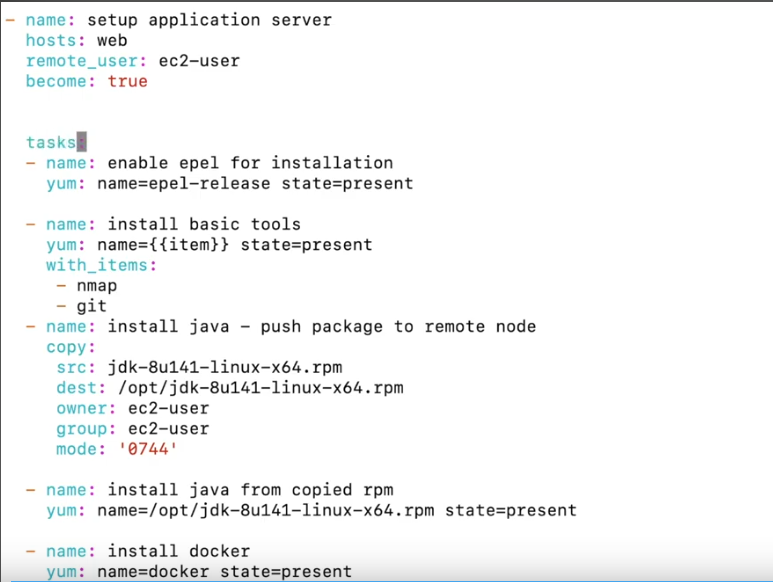 - name: setup application server
  hosts: web
  remote_user: ec2-user
  become: true
  tasks:
  - name: enable epel for installation
    yum: name=epel-release state=present
  - name: install basic tools
    yum: name={{item}} state=present
    with_items:
     - nmap
     - git
  - name: install java - push package to remote node
    copy:
     src: jdk-8u141-linux-x64.rpm
     dest: /opt/jdk-8u141-linux-x64.rpm
     owner: ec2-user
     group: ec2-user
     mode: '0744'
  - name: install java from copied rpm
    yum: name=/opt/jdk-8u141-linux-x64.rpm state=present
  - name: install docker
    yum: name=docker state=present